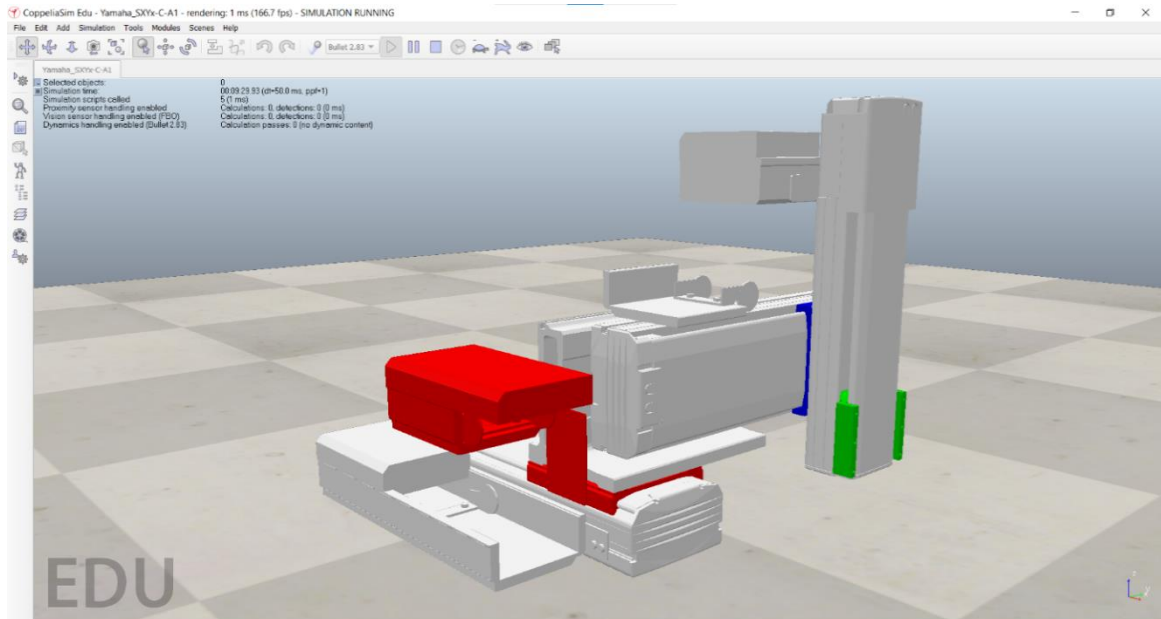 CoppeliaSim Edu - Yamaha_SXYx-C-A1 - rendering: 1 ms (166.7 fps) - SIMULATION RUNNING
File Edit Add Simulation Tools Modules Scenes Help
Bullet 2.83
Yamaha_SXYx-C-A1
Selected objects: 0
Simulation time: 00:09:29.93 (dt=50.0 ms, ppf=1)
Simulation scripts called 5 (1 ms)
Proximity sensor handling enabled Calculations: 0, detections: 0 (0 ms)
Vision sensor handling enabled (FBO) Calculations: 0, detections: 0 (0 ms)
Dynamics handling enabled (Bullet 2.83) Calculation passes: 0 (no dynamic content)
EDU